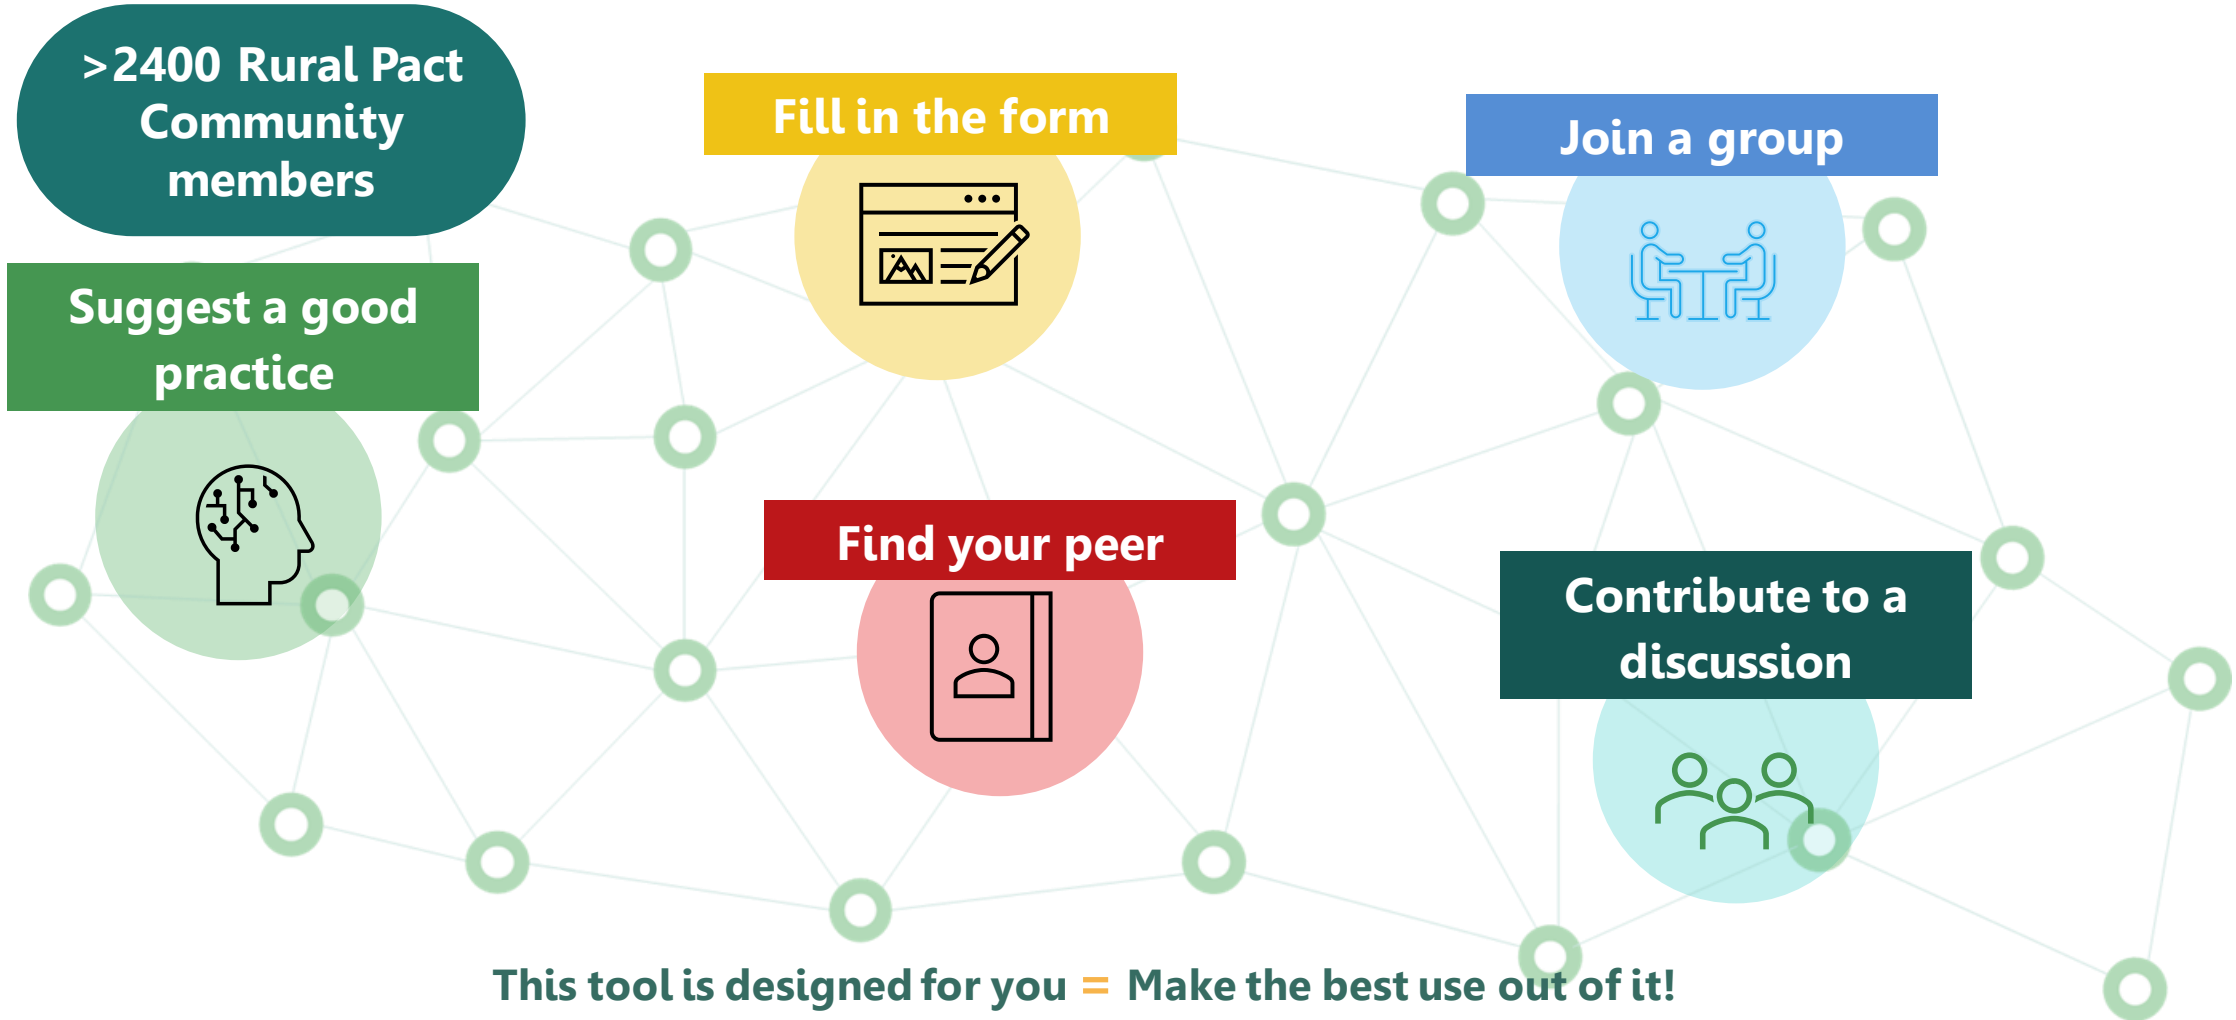 >2400 Rural Pact
Community
members
Fill in the form
Join a group
Suggest a good
practice
Find your peer
Contribute to a
discussion
This tool is designed for you = Make the best use out of it!